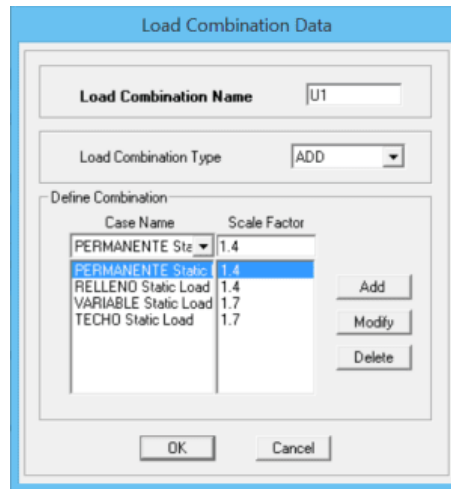 Load Combination Data
Load Combination Name U1
Load Combination Type ADD
Define Combination
Case Name Scale Factor
PERMANENTE Sta 1.4
PERMANENTE Static l 1.4
RELLENO Static Load 1.4
VARIABLE Static Load 1.7
TECHO Static Load 1.7
Add
Modify
Delete
OK Cancel